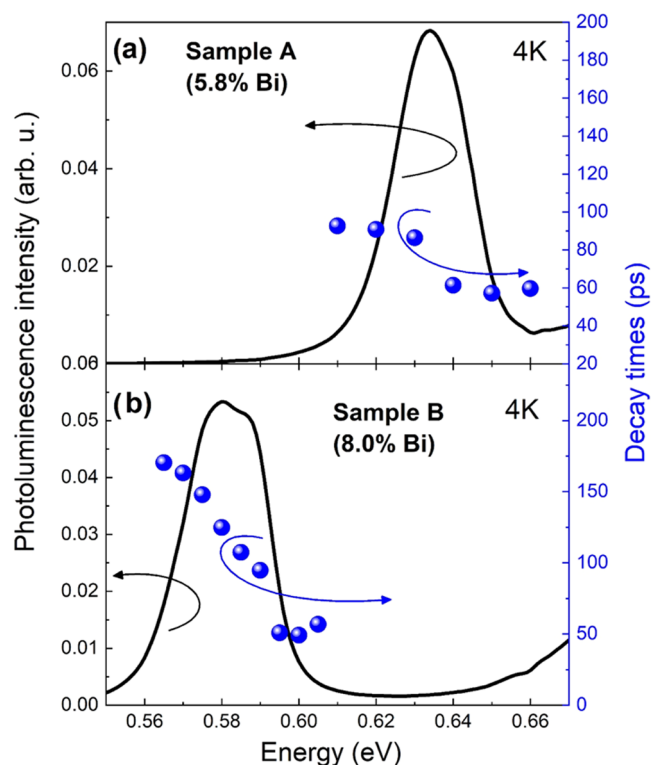 (a)
Sample A
(5.8% Bi)
4K
0.06
0.04
0.02
0.00
200
180
160
140
120
100
80
60
40
20
(b)
Sample B
(8.0% Bi)
4K
0.05
0.04
0.03
0.02
0.01
0.00
200
150
100
50
0
0.56
0.58
0.60
0.62
0.64
0.66
Energy (eV)
Photoluminescence intensity (arb. u.)
Decay times (ps)